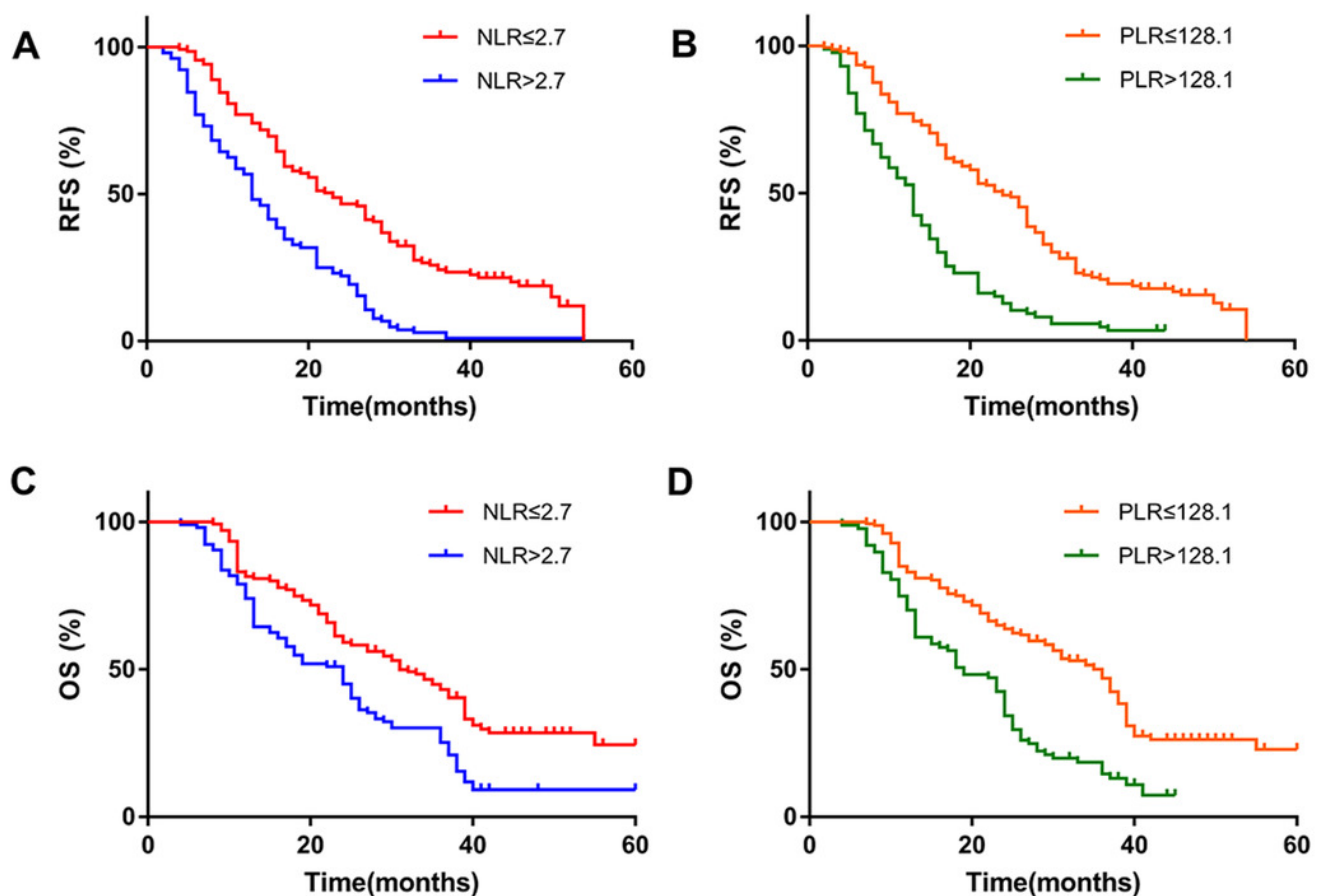 A
NLR≤2.7
NLR>2.7
100
50
0
RFS (%)
0 20 40 60
Time(months)
B
PLR≤128.1
PLR>128.1
100
50
0
RFS (%)
0 20 40 60
Time(months)
C
NLR≤2.7
NLR>2.7
100
50
0
OS (%)
0 20 40 60
Time(months)
D
PLR≤128.1
PLR>128.1
100
50
0
OS (%)
0 20 40 60
Time(months)